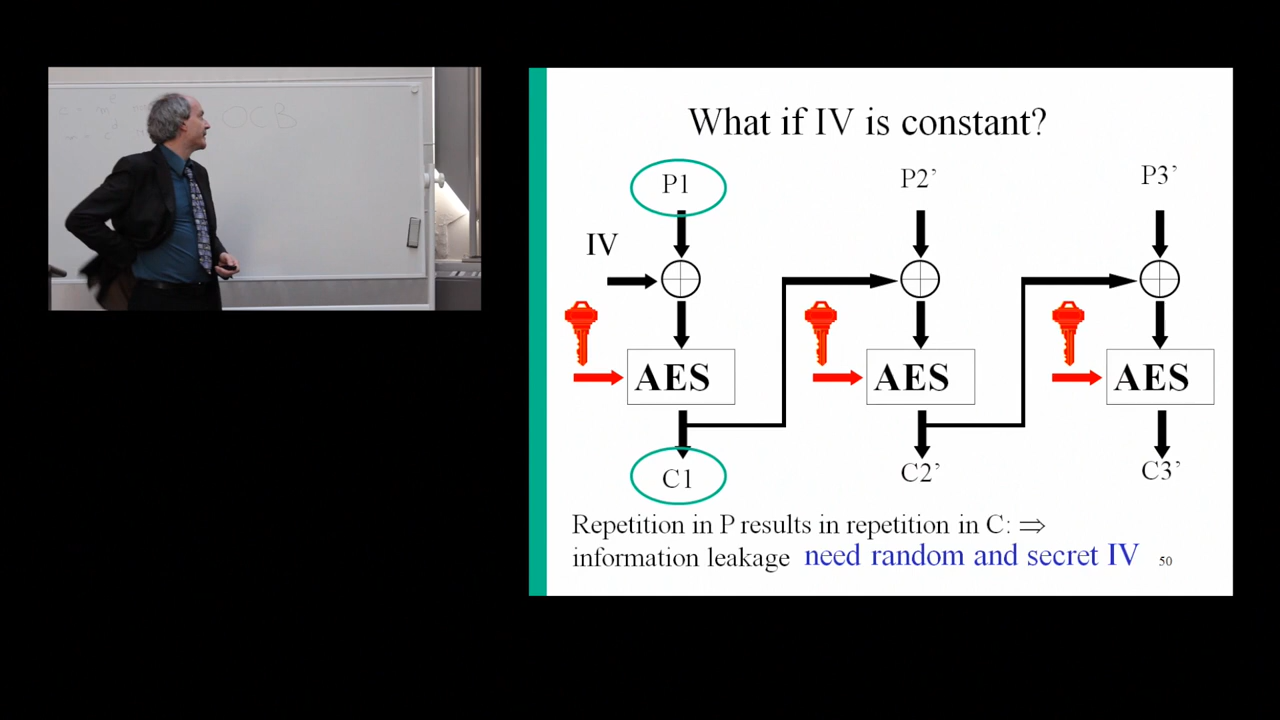 OCB
What if IV is constant?
P1 P2’ P3’
IV
AES AES AES
C1 C2’ C3’
Repetition in P results in repetition in C: ⇒
information leakage need random and secret IV
50